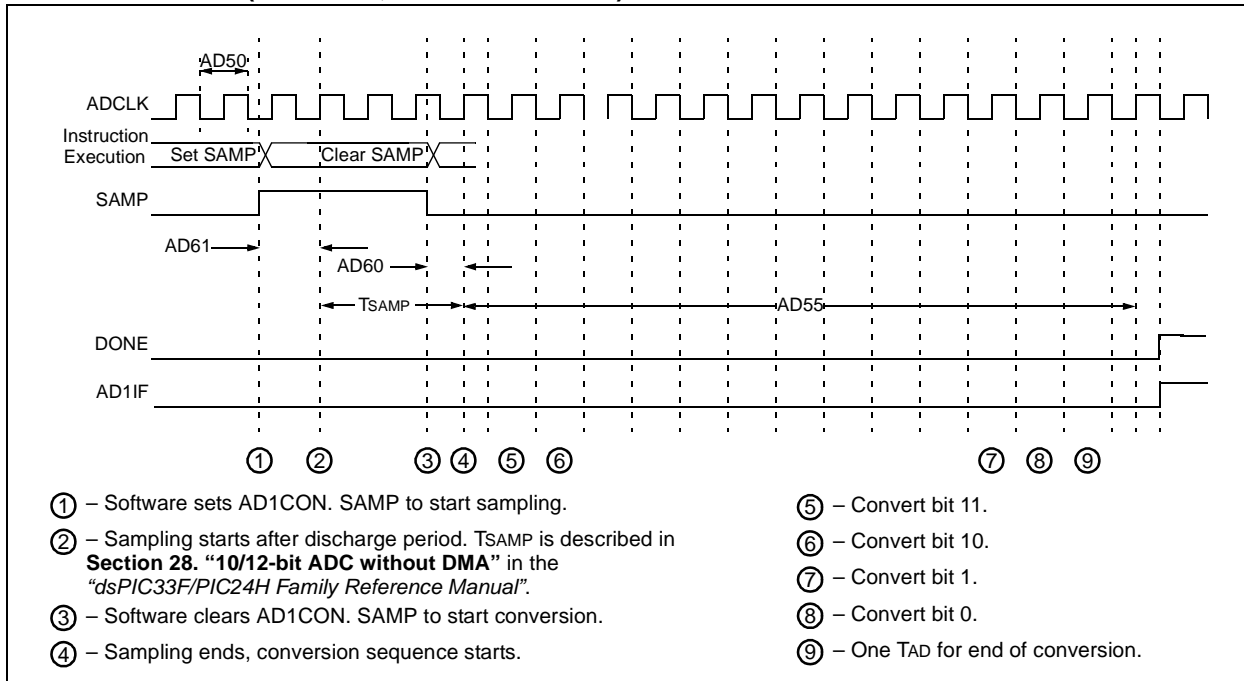 AD50
ADCLK
Instruction
Execution
Set SAMP
Clear SAMP
SAMP
AD61
AD60
TSAMP
AD55
DONE
AD1IF
1 2 3 4 5 6 7 8 9
1 – Software sets AD1CON. SAMP to start sampling.
2 – Sampling starts after discharge period. TSAMP is described in
Section 28. “10/12-bit ADC without DMA” in the
“dsPIC33F/PIC24H Family Reference Manual”.
3 – Software clears AD1CON. SAMP to start conversion.
4 – Sampling ends, conversion sequence starts.
5 – Convert bit 11.
6 – Convert bit 10.
7 – Convert bit 1.
8 – Convert bit 0.
9 – One TAD for end of conversion.